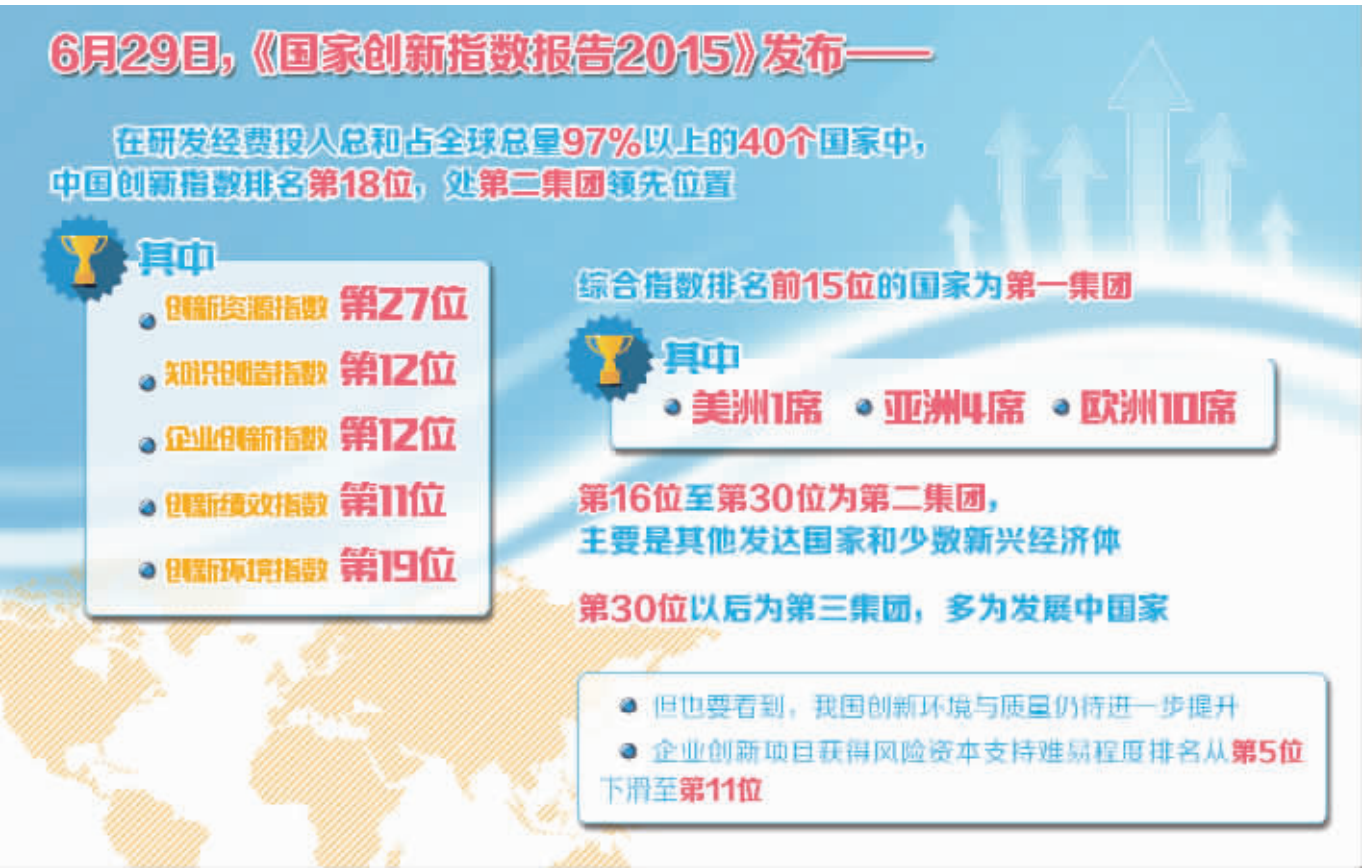 6月29日，《国家创新指数报告2015》发布——
在研发经费投入总和占全球总量97%以上的40个国家中，
中国创新指数排名第18位，处第二集团领先位置
其中
创新资源指数 第27位
知识创造指数 第12位
企业创新指数 第12位
创新绩效指数 第11位
创新环境指数 第19位
综合指数排名前15位的国家为第一集团
其中
美洲1席 亚洲4席 欧洲10席
第16位至第30位为第二集团，
主要是其他发达国家和少数新兴经济体
第30位以后为第三集团，多为发展中国家
但也要看到，我国创新环境与质量仍待进一步提升
企业创新项目获得风险资本支持难易程度排名从第5位
下滑至第11位